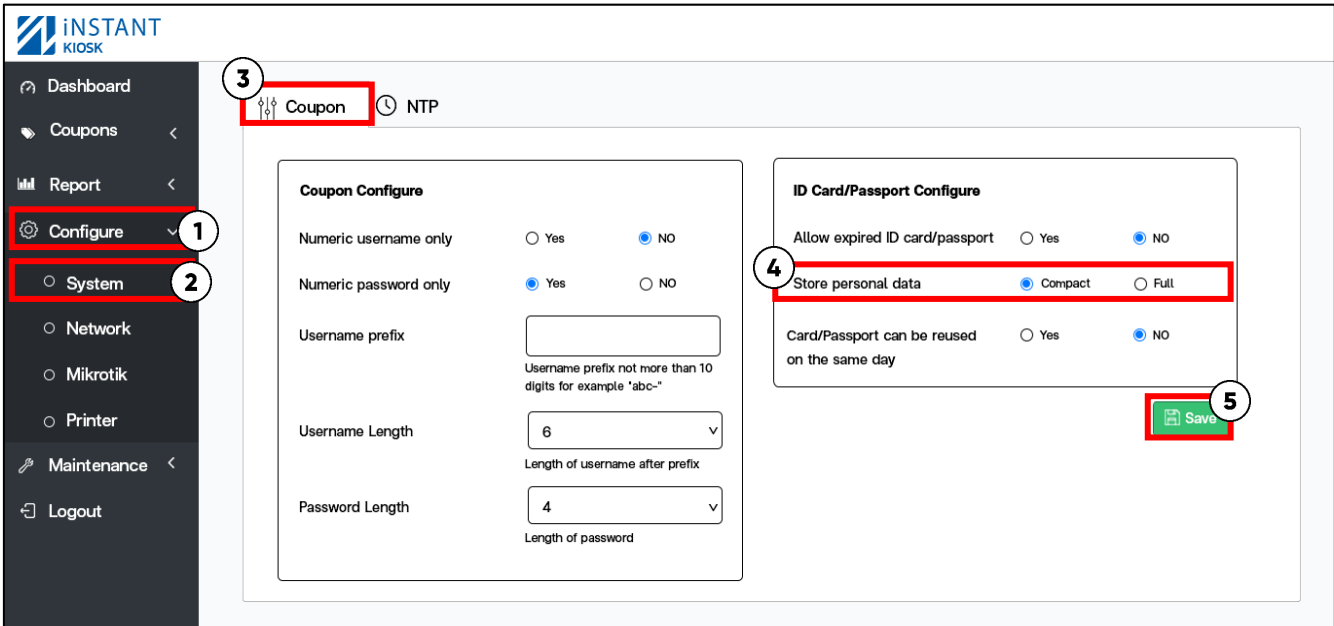 iNSTANT
KIOSK
Dashboard
Coupons
Report
Configure
1
System
2
Network
Mikrotik
Printer
Maintenance
Logout
3
Coupon
NTP
Coupon Configure
Numeric username only
Yes
NO
Numeric password only
Yes
NO
Username prefix
Username prefix not more than 10
digits for example "abc-"
Username Length
6
Length of username after prefix
Password Length
4
Length of password
ID Card/Passport Configure
Allow expired ID card/passport
Yes
NO
4
Store personal data
Compact
Full
Card/Passport can be reused
on the same day
Yes
NO
5
Save